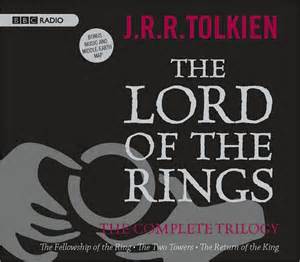 BBC RADIO
J.R.R.TOLKIEN
BONUS
MUSIC AND
MIDDLE-EARTH
MAP
THE
LORD
OF THE
RINGS
THE COMPLETE TRILOGY
The Fellowship of the Ring • The Two Towers • The Return of the King